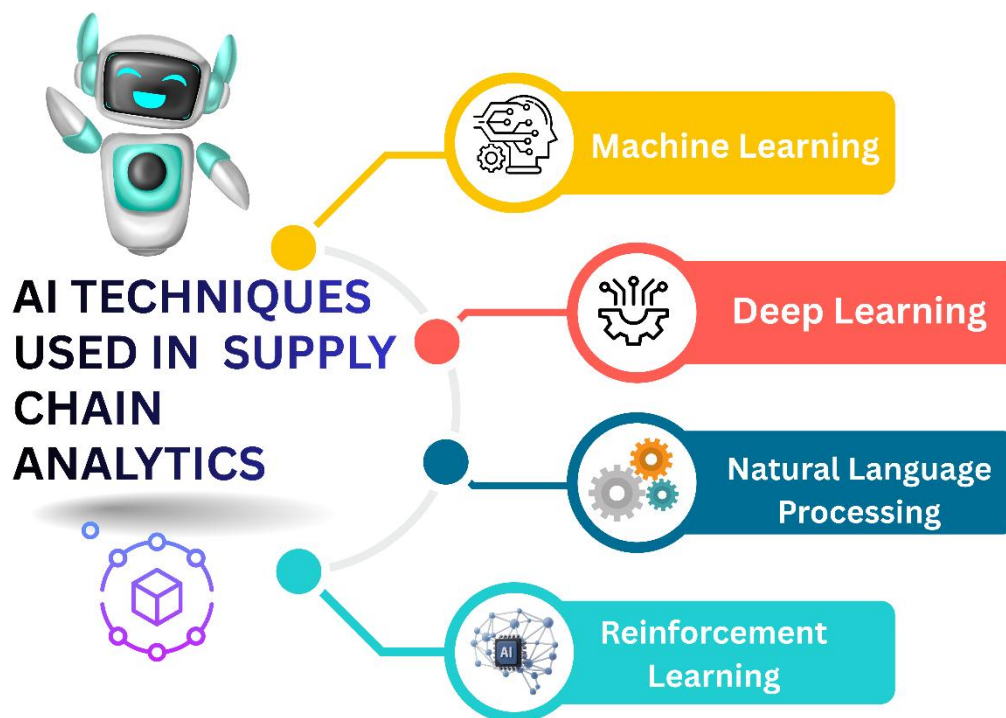 AI TECHNIQUES
USED IN SUPPLY
CHAIN
ANALYTICS
Machine Learning
Deep Learning
Natural Language
Processing
AI
Reinforcement
Learning